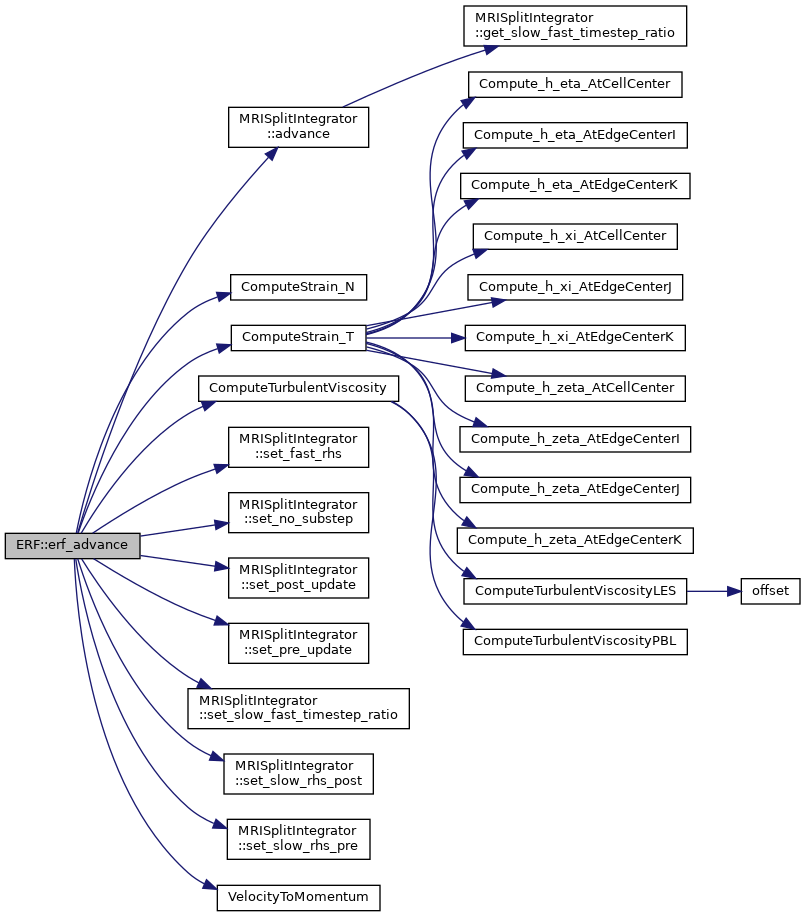 ERF::erf_advance
MRISplitIntegrator
::advance
ComputeStrain_N
ComputeStrain_T
ComputeTurbulentViscosity
MRISplitIntegrator
::set_fast_rhs
MRISplitIntegrator
::set_no_substep
MRISplitIntegrator
::set_post_update
MRISplitIntegrator
::set_pre_update
MRISplitIntegrator
::set_slow_fast_timestep_ratio
MRISplitIntegrator
::set_slow_rhs_post
MRISplitIntegrator
::set_slow_rhs_pre
VelocityToMomentum
MRISplitIntegrator
::get_slow_fast_timestep_ratio
Compute_h_eta_AtCellCenter
Compute_h_eta_AtEdgeCenterI
Compute_h_eta_AtEdgeCenterK
Compute_h_xi_AtCellCenter
Compute_h_xi_AtEdgeCenterJ
Compute_h_xi_AtEdgeCenterK
Compute_h_zeta_AtCellCenter
Compute_h_zeta_AtEdgeCenterI
Compute_h_zeta_AtEdgeCenterJ
Compute_h_zeta_AtEdgeCenterK
ComputeTurbulentViscosityLES
ComputeTurbulentViscosityPBL
offset